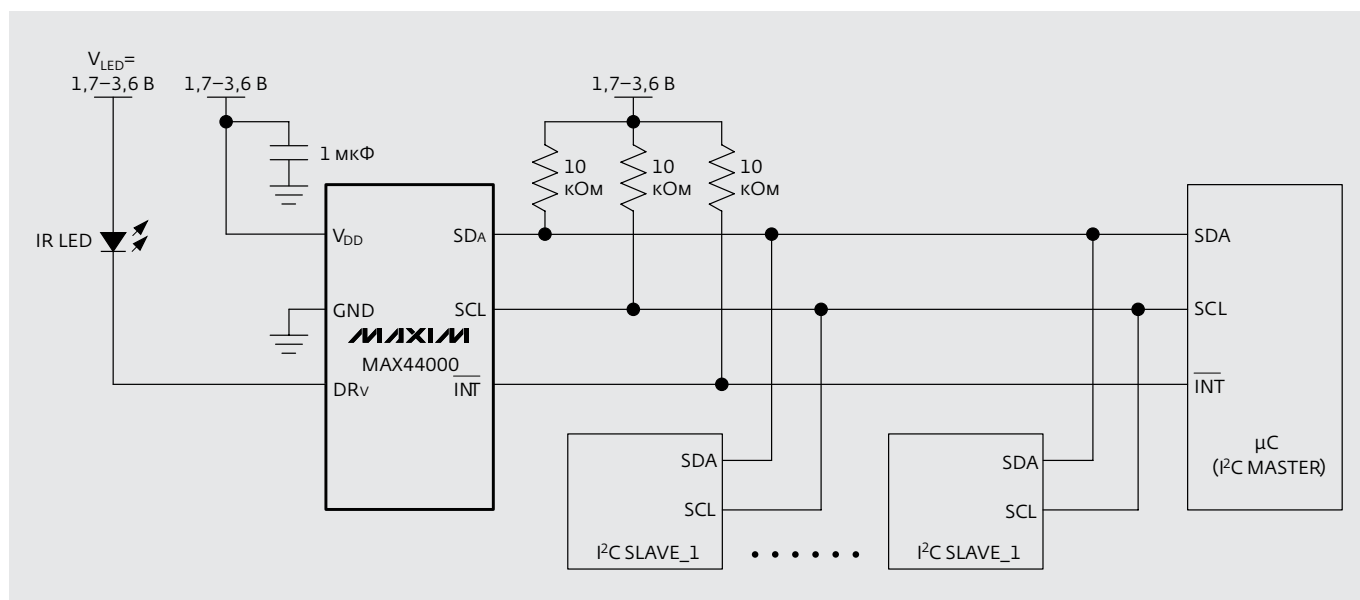 V_LED=
1,7–3,6 В
1,7–3,6 В
1 мкФ
1,7–3,6 В
10
кОм
10
кОм
10
кОм
IR LED
V_DD
SDA
GND
SCL
MAXIM
MAX44000
DRV
INT
SDA
SCL
INT
µC
(I²C MASTER)
SDA
SCL
I²C SLAVE_1
. . . . . .
SDA
SCL
I²C SLAVE_1